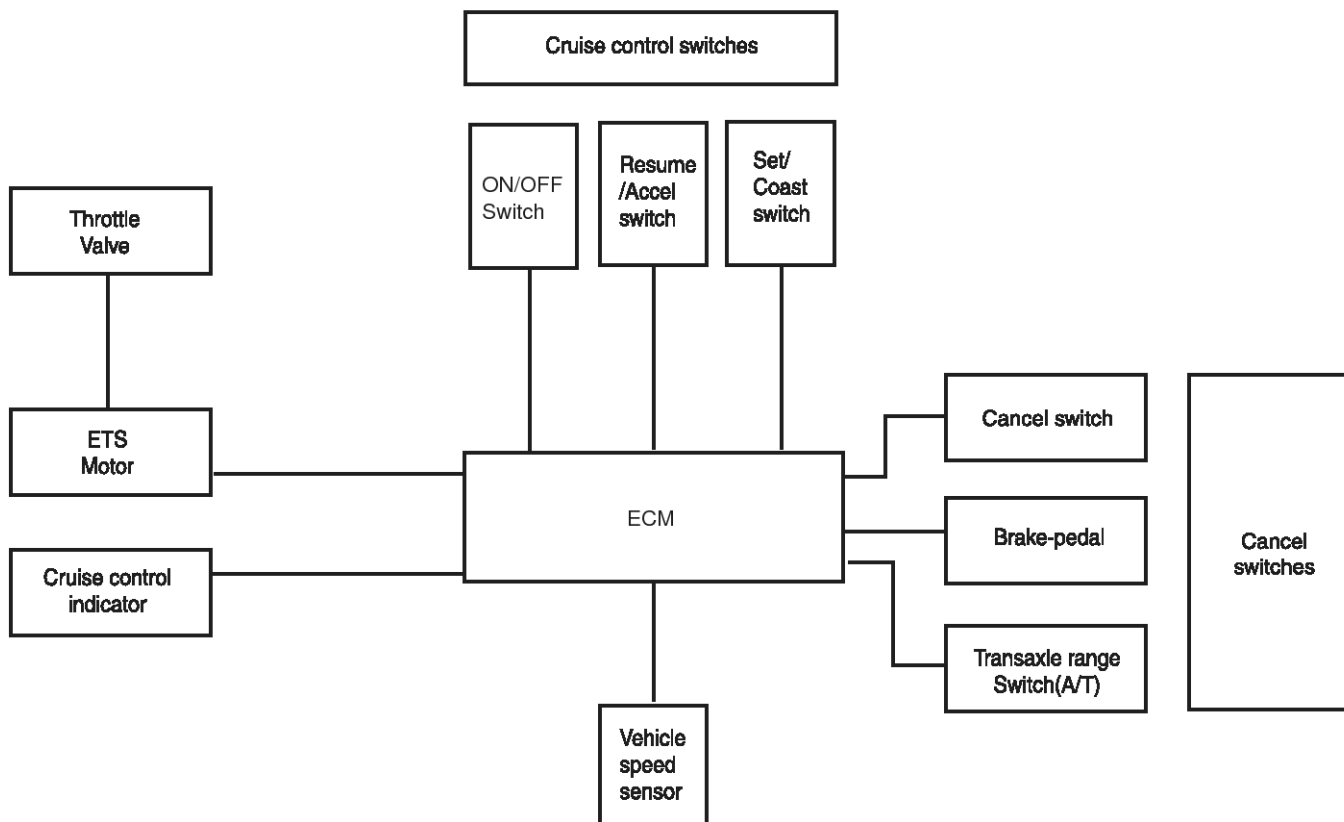 Cruise control switches
ON/OFF
Switch
Resume
/Accel
switch
Set/
Coast
switch
Throttle
Valve
ETS
Motor
Cruise control
indicator
ECM
Vehicle
speed
sensor
Cancel switch
Brake-pedal
Transaxle range
Switch(A/T)
Cancel
switches